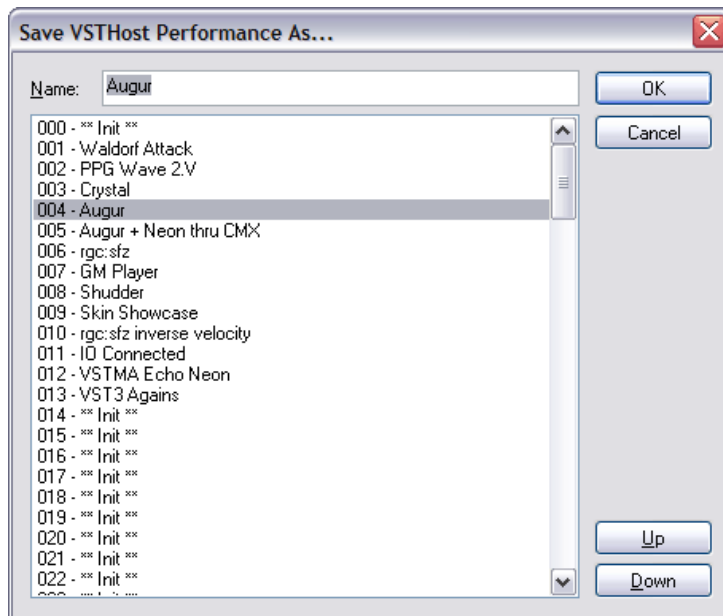 Save VSTHost Performance As...
Name: Augur
OK
Cancel
000 - ** Init **
001 - Waldorf Attack
002 - PPG Wave 2.V
003 - Crystal
004 - Augur
005 - Augur + Neon thru CMX
006 - rgc:sfz
007 - GM Player
008 - Shudder
009 - Skin Showcase
010 - rgc:sfz inverse velocity
011 - IO Connected
012 - VSTMA Echo Neon
013 - VST3 Agains
014 - ** Init **
015 - ** Init **
016 - ** Init **
017 - ** Init **
018 - ** Init **
019 - ** Init **
020 - ** Init **
021 - ** Init **
022 - ** Init **
Up
Down